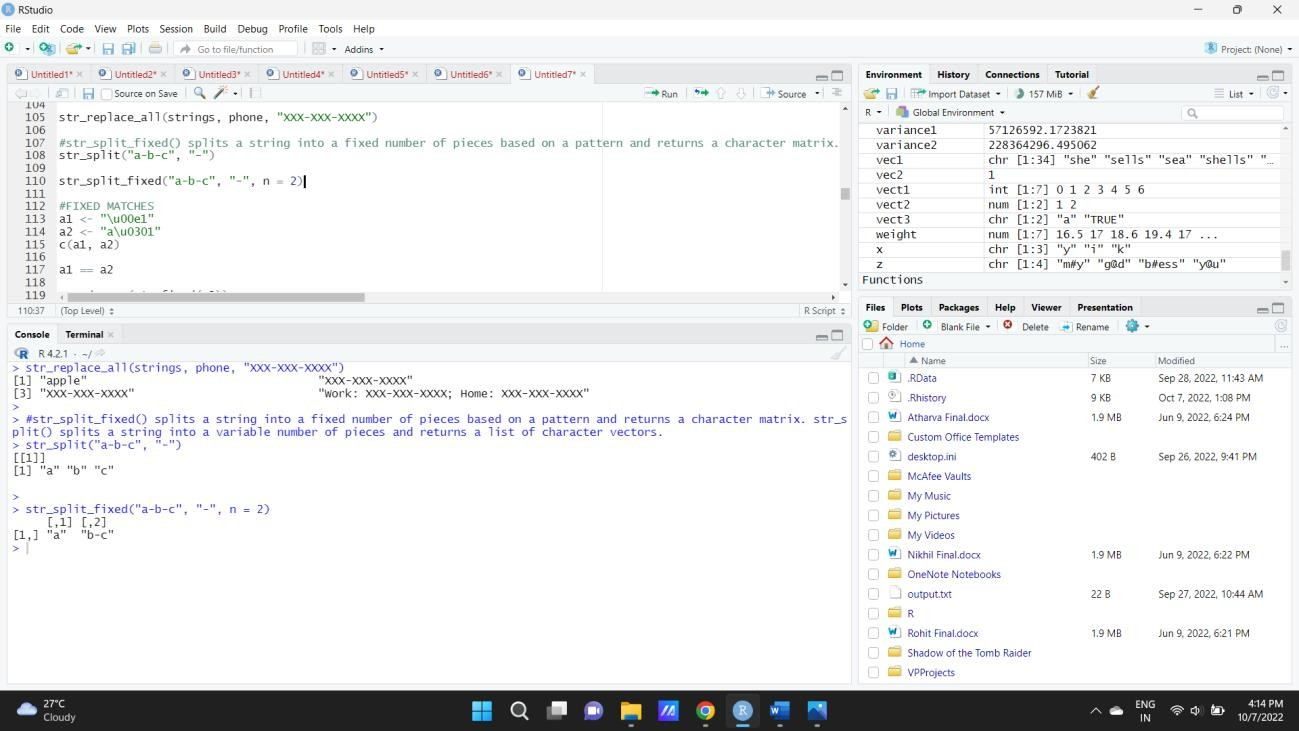 RStudio
File Edit Code View Plots Session Build Debug Profile Tools Help
Go to file/function Addins Project: (None)
Untitled1* Untitled2* Untitled3* Untitled4* Untitled5* Untitled6* Untitled7*
Source on Save Run Source
104
105 str_replace_all(strings, phone, "XXX-XXX-XXXX")
106
107 #str_split_fixed() splits a string into a fixed number of pieces based on a pattern and returns a character matrix.
108 str_split("a-b-c", "-")
109
110 str_split_fixed("a-b-c", "-", n = 2)
111
112 #FIXED MATCHES
113 a1 <- "\u00e1"
114 a2 <- "a\u0301"
115 c(a1, a2)
116
117 a1 == a2
118
119
110:37 (Top Level) R Script
Console Terminal
R 4.2.1 · ~/
> str_replace_all(strings, phone, "XXX-XXX-XXXX")
[1] "apple" "XXX-XXX-XXXX"
[3] "XXX-XXX-XXXX" "Work: XXX-XXX-XXXX; Home: XXX-XXX-XXXX"
>
> #str_split_fixed() splits a string into a fixed number of pieces based on a pattern and returns a character matrix. str_s
plit() splits a string into a variable number of pieces and returns a list of character vectors.
> str_split("a-b-c", "-")
[[1]]
[1] "a" "b" "c"
>
> str_split_fixed("a-b-c", "-", n = 2)
[,1] [,2]
[1,] "a" "b-c"
>
Environment History Connections Tutorial
Import Dataset 157 MiB List
R Global Environment
variance1 57126592.1723821
variance2 228364296.495062
vec1 chr [1:34] "she" "sells" "sea" "shells" "…
vec2 1
vect1 int [1:7] 0 1 2 3 4 5 6
vect2 num [1:2] 1 2
vect3 chr [1:2] "a" "TRUE"
weight num [1:7] 16.5 17 18.6 19.4 17 ...
x chr [1:3] "y" "i" "k"
z chr [1:4] "m#y" "g@d" "b#ess" "y@u"
Functions
Files Plots Packages Help Viewer Presentation
Folder Blank File Delete Rename
Home ...
Name Size Modified
.RData 7 KB Sep 28, 2022, 11:43 AM
.Rhistory 9 KB Oct 7, 2022, 1:08 PM
Atharva Final.docx 1.9 MB Jun 9, 2022, 6:24 PM
Custom Office Templates
desktop.ini 402 B Sep 26, 2022, 9:41 PM
McAfee Vaults
My Music
My Pictures
My Videos
Nikhil Final.docx 1.9 MB Jun 9, 2022, 6:22 PM
OneNote Notebooks
output.txt 22 B Sep 27, 2022, 10:44 AM
R
Rohit Final.docx 1.9 MB Jun 9, 2022, 6:21 PM
Shadow of the Tomb Raider
VPProjects
27°C
Cloudy
ENG
IN
4:14 PM
10/7/2022